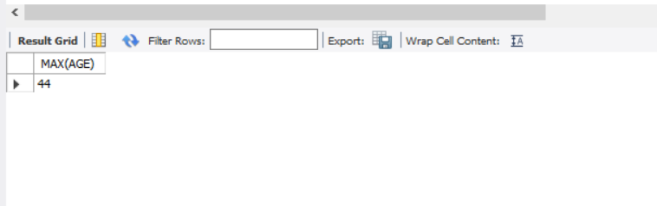 Result Grid Filter Rows: Export: Wrap Cell Content:
MAX(AGE)
44